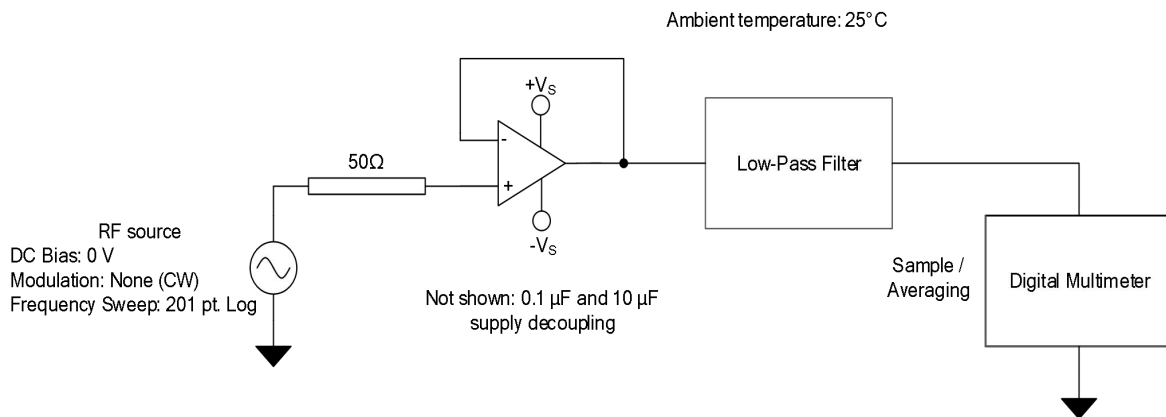 Ambient temperature: 25°C
+VS
-
+
-VS
50Ω
Low-Pass Filter
RF source
DC Bias: 0 V
Modulation: None (CW)
Frequency Sweep: 201 pt. Log
Not shown: 0.1 µF and 10 µF
supply decoupling
Sample /
Averaging
Digital Multimeter